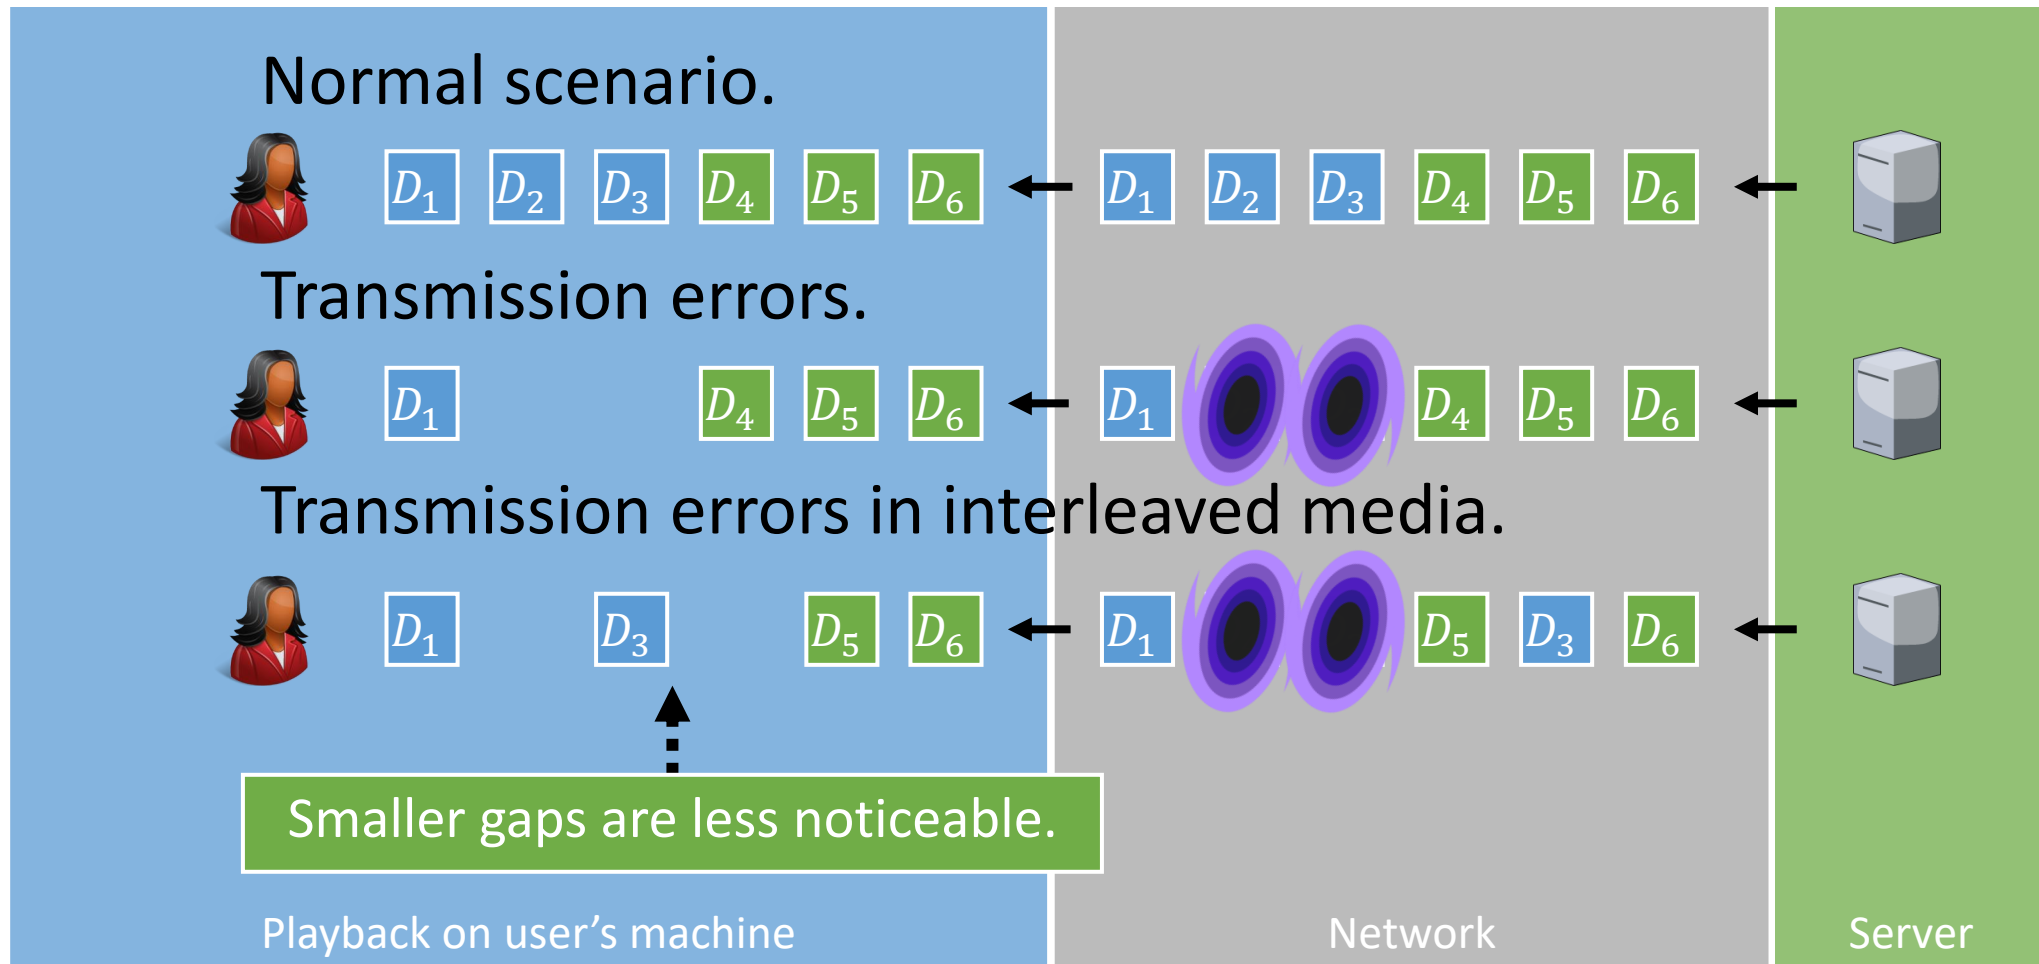 Normal scenario.
D₁ D₂ D₃ D₄ D₅ D₆ D₁ D₂ D₃ D₄ D₅ D₆
Transmission errors.
D₁ D₄ D₅ D₆ D₁ D₄ D₅ D₆
Transmission errors in interleaved media.
D₁ D₃ D₅ D₆ D₁ D₅ D₃ D₆
Smaller gaps are less noticeable.
Playback on user’s machine Network Server